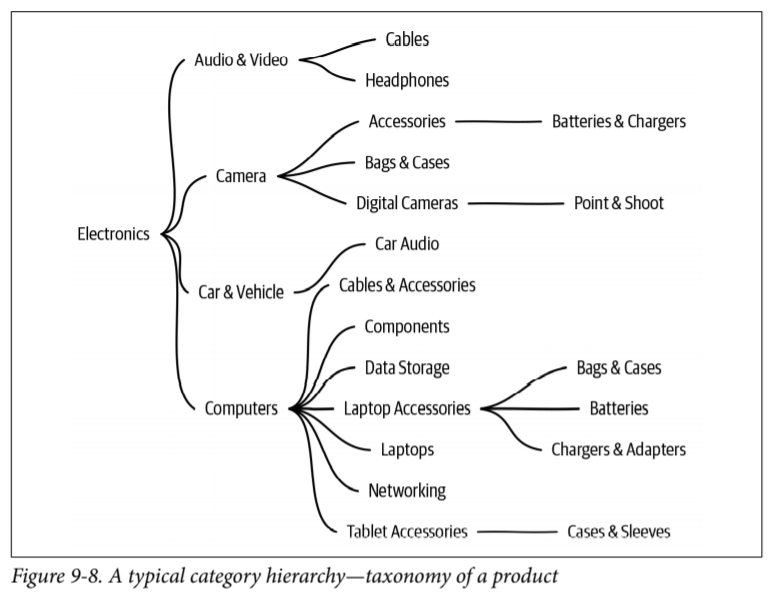 Cables
Audio & Video
Headphones
Accessories
Batteries & Chargers
Bags & Cases
Camera
Digital Cameras
Point & Shoot
Electronics
Car Audio
Car & Vehicle
Cables & Accessories
Components
Data Storage
Bags & Cases
Computers
Laptop Accessories
Batteries
Laptops
Chargers & Adapters
Networking
Tablet Accessories
Cases & Sleeves
Figure 9-8. A typical category hierarchy—taxonomy of a product